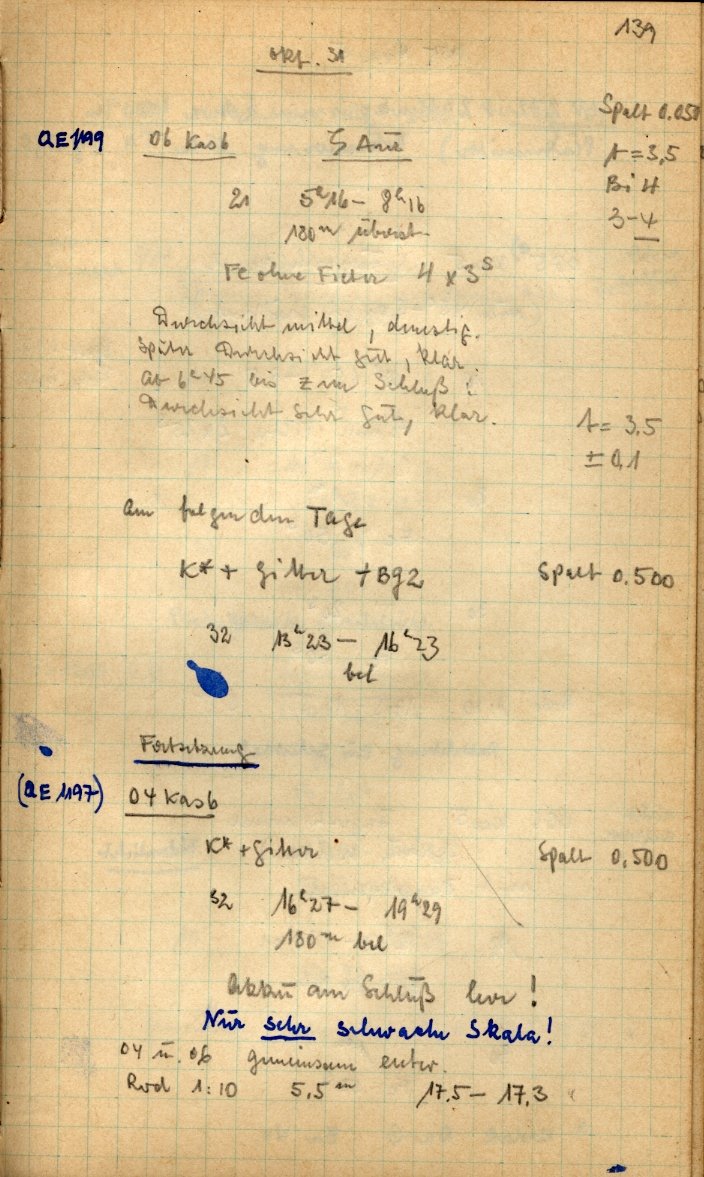 139
Okt. 31
Spalt 0.050
QE 1199 06 Kasb ζ Aur
t = 3,5
Bi 4
21 5ʰ16 – 8ʰ16
3–4
180ᵐ
Fe ohne Filter 4 x 3ˢ
Durchsicht mittel, dunstig.
Später Durchsicht gut, klar.
Ab 6ʰ45 bis zum Schluß:
Durchsicht sehr gut, klar.
t = 3.5
± 0,1
Am folgenden Tage
K* + Gitter + Bg2 Spalt 0.500
32 13ʰ23 – 16ʰ23
bel
Fortsetzung
(QE 1197) 04 Kasb
K* + Gitter Spalt 0,500
32 16ʰ27 – 19ʰ29
180ᵐ bel
Akku am Schluß leer!
Nur sehr schwache Skala!
04 u. 06 gemeinsam entw.
Rod 1:10 5,5ᵐ 17,5 – 17,3